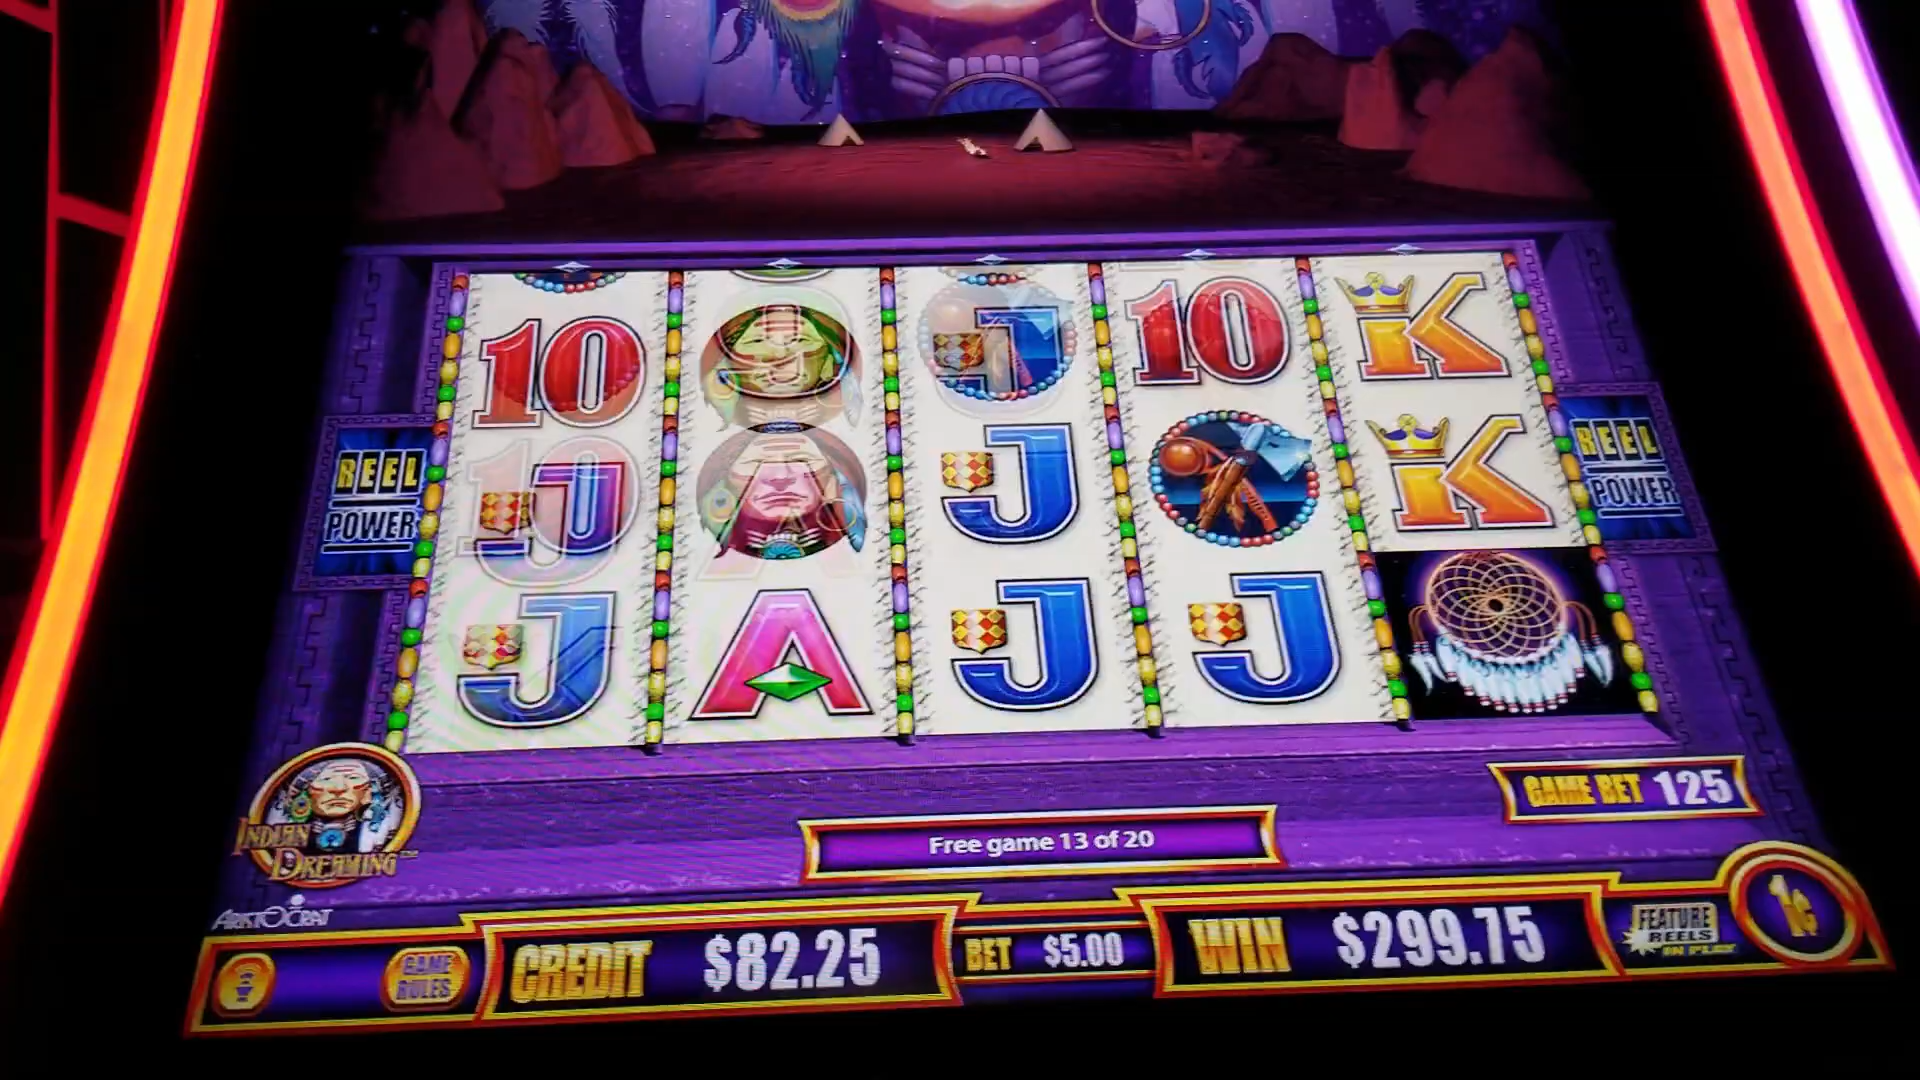 10 J 10 K
REEL
POWER
J J K
REEL
POWER
J A J J
GAME BET 125
INDIAN
DREAMING™
Free game 13 of 20
ARISTOCRAT
GAME
RULES
CREDIT $82.25
BET $5.00
WIN $299.75
FEATURE
REELS
IN PLAY
1¢